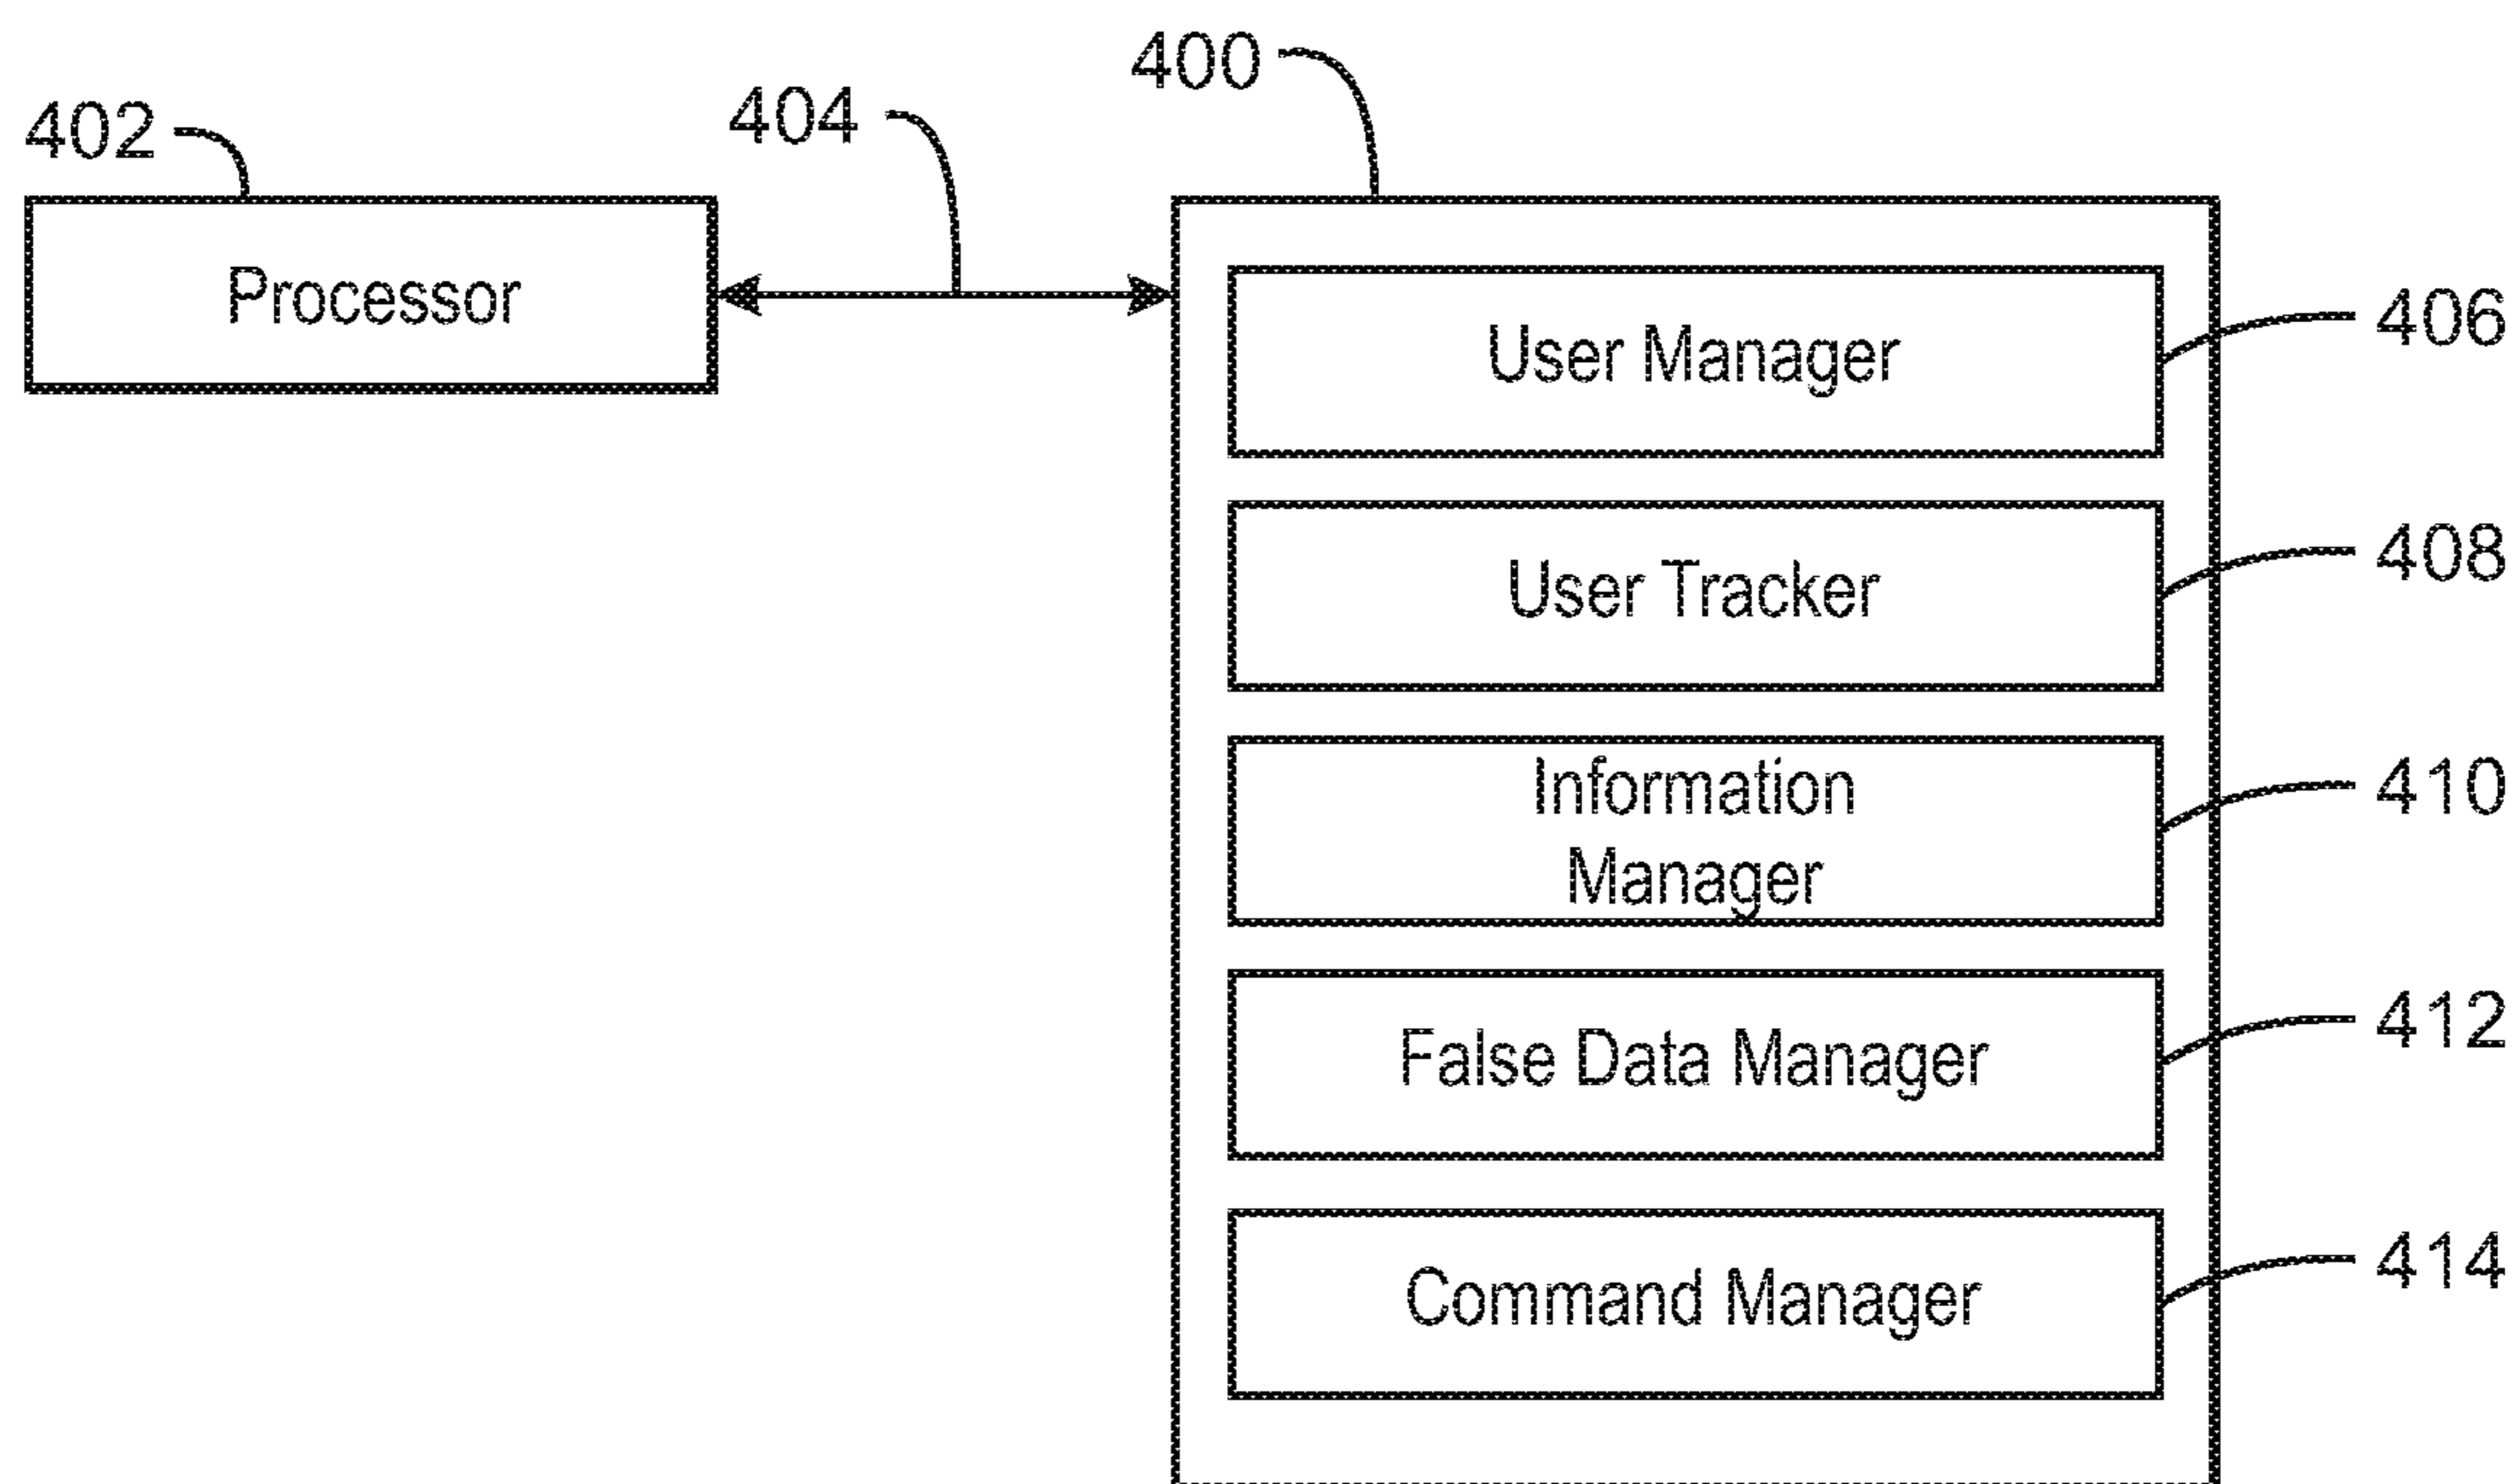 400
404
402
Processor
User Manager
406
User Tracker
408
Information
Manager
410
False Data Manager
412
Command Manager
414